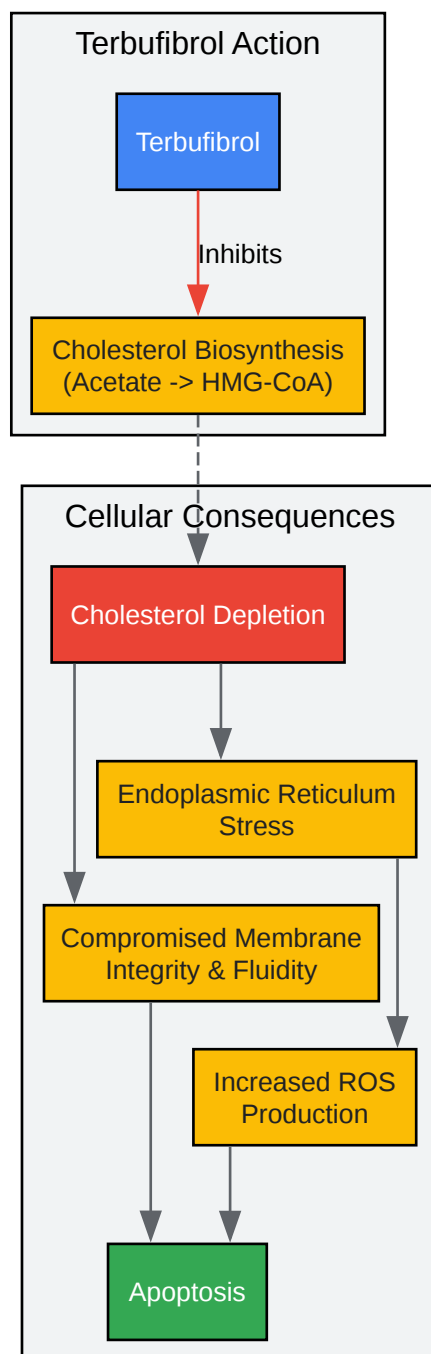 Terbufibrol Action
Terbufibrol
Inhibits
Cholesterol Biosynthesis
(Acetate -> HMG-CoA)
Cellular Consequences
Cholesterol Depletion
Endoplasmic Reticulum
Stress
Compromised Membrane
Integrity & Fluidity
Increased ROS
Production
Apoptosis